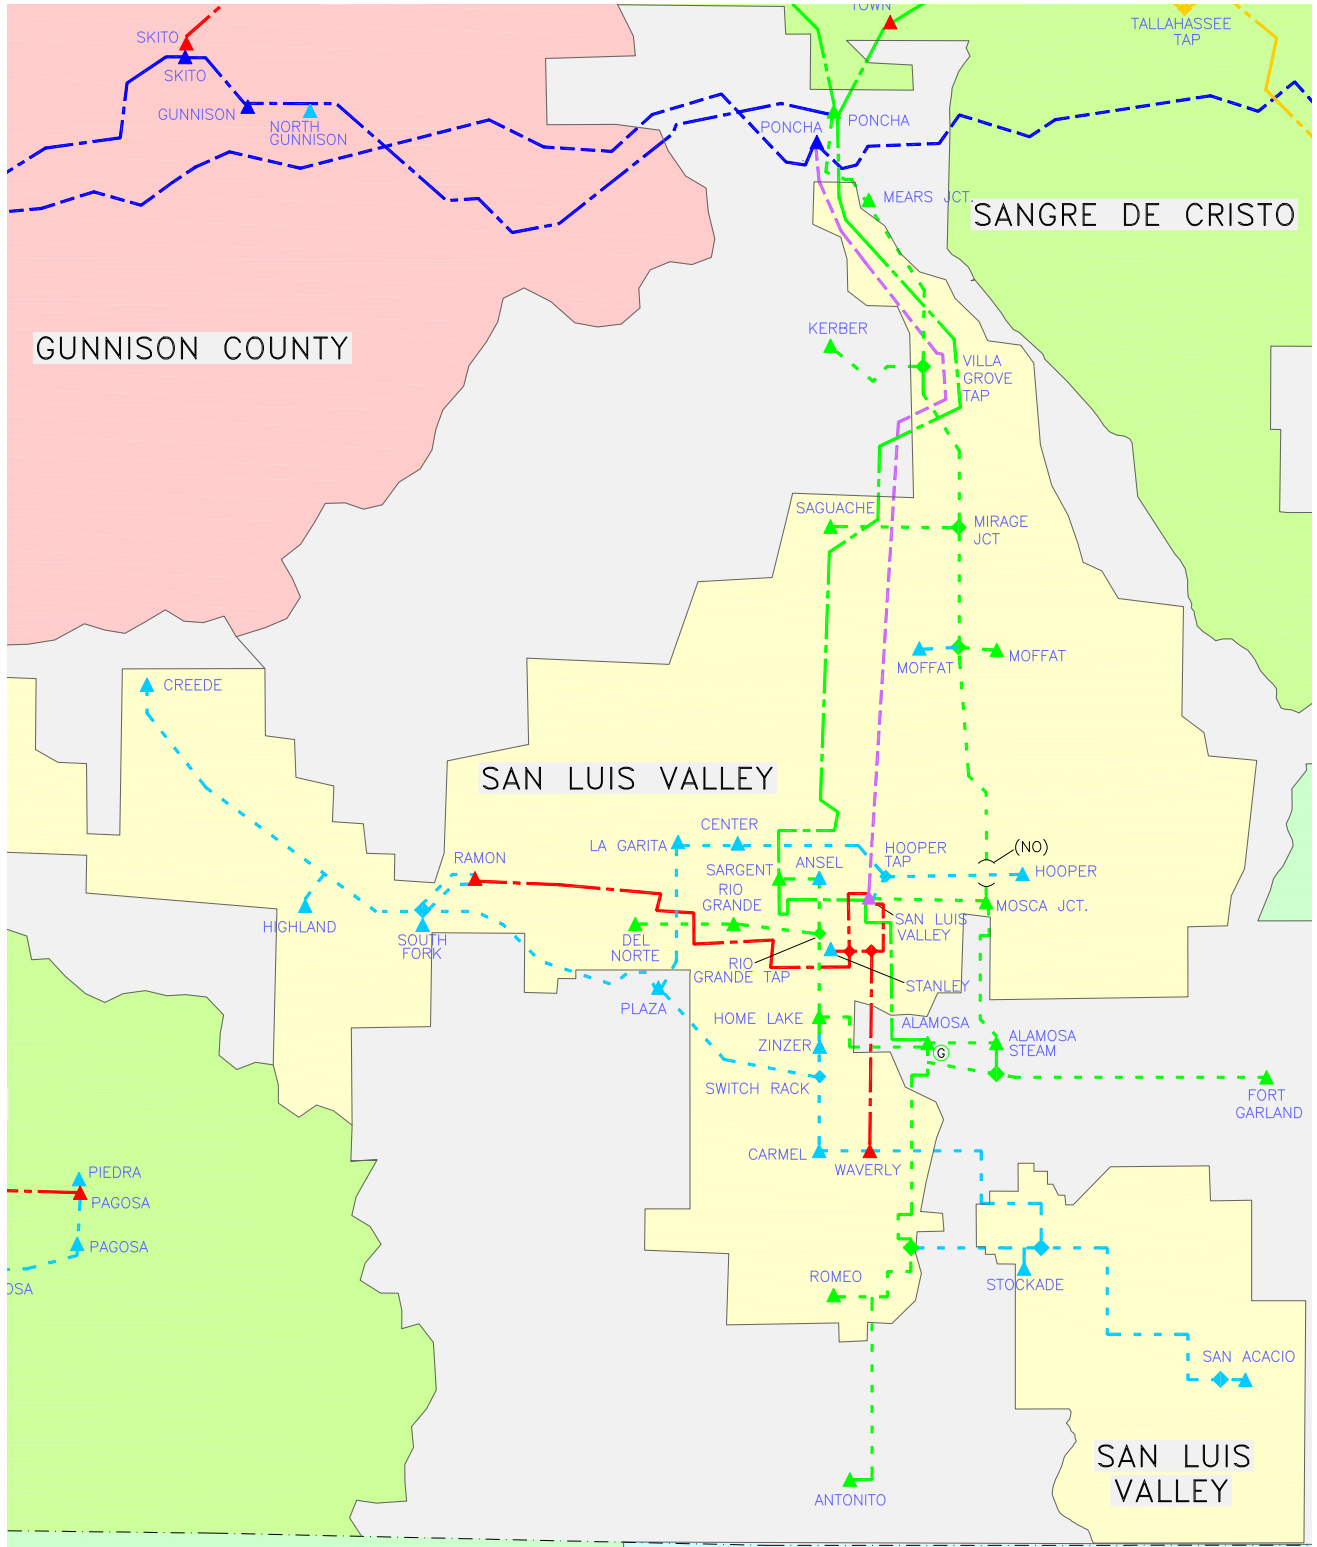 TOWN
TALLAHASSEE
TAP
SKITO
SKITO
GUNNISON
NORTH
GUNNISON
PONCHA
PONCHA
MEARS JCT.
SANGRE DE CRISTO
GUNNISON COUNTY
KERBER
VILLA
GROVE
TAP
SAGUACHE
MIRAGE
JCT
MOFFAT
MOFFAT
CREEDE
SAN LUIS VALLEY
CENTER
LA GARITA
RAMON
SARGENT
ANSEL
HOOPER
TAP
(NO)
HOOPER
RIO
GRANDE
MOSCA JCT.
HIGHLAND
SOUTH
FORK
DEL
NORTE
SAN LUIS
VALLEY
RIO
GRANDE TAP
STANLEY
PLAZA
HOME LAKE
ALAMOSA
ALAMOSA
STEAM
ZINZER
G
SWITCH RACK
FORT
GARLAND
CARMEL
WAVERLY
PIEDRA
PAGOSA
PAGOSA
OSA
ROMEO
STOCKADE
SAN ACACIO
SAN LUIS
VALLEY
ANTONITO